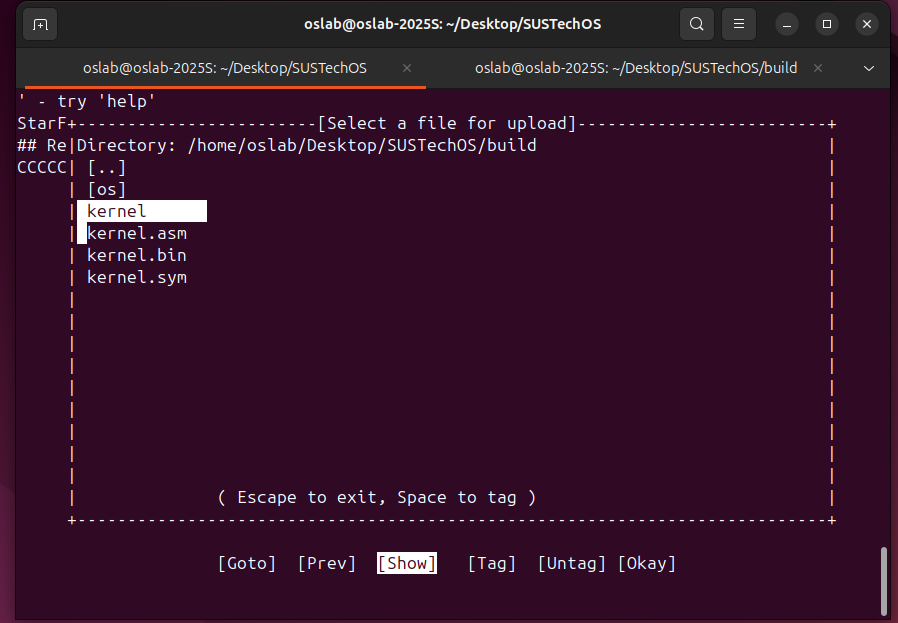 oslab@oslab-2025S: ~/Desktop/SUSTechOS
oslab@oslab-2025S: ~/Desktop/SUSTechOS × oslab@oslab-2025S: ~/Desktop/SUSTechOS/build ×
' - try 'help'
StarF+------------------------[Select a file for upload]-------------------------+
## Re|Directory: /home/oslab/Desktop/SUSTechOS/build |
CCCCC| [..] |
| [os] |
| kernel |
| kernel.asm |
| kernel.bin |
| kernel.sym |
| |
| |
| |
| |
| |
| |
| |
| |
| |
| ( Escape to exit, Space to tag ) |
+---------------------------------------------------------------------------+
[Goto] [Prev] [Show] [Tag] [Untag] [Okay]